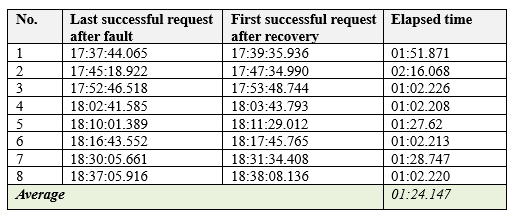 No. Last successful request after fault First successful request after recovery Elapsed time
1 17:37:44.065 17:39:35.936 01:51.871
2 17:45:18.922 17:47:34.990 02:16.068
3 17:52:46.518 17:53:48.744 01:02.226
4 18:02:41.585 18:03:43.793 01:02.208
5 18:10:01.389 18:11:29.012 01:27.62
6 18:16:43.552 18:17:45.765 01:02.213
7 18:30:05.661 18:31:34.408 01:28.747
8 18:37:05.916 18:38:08.136 01:02.220
Average 01:24.147